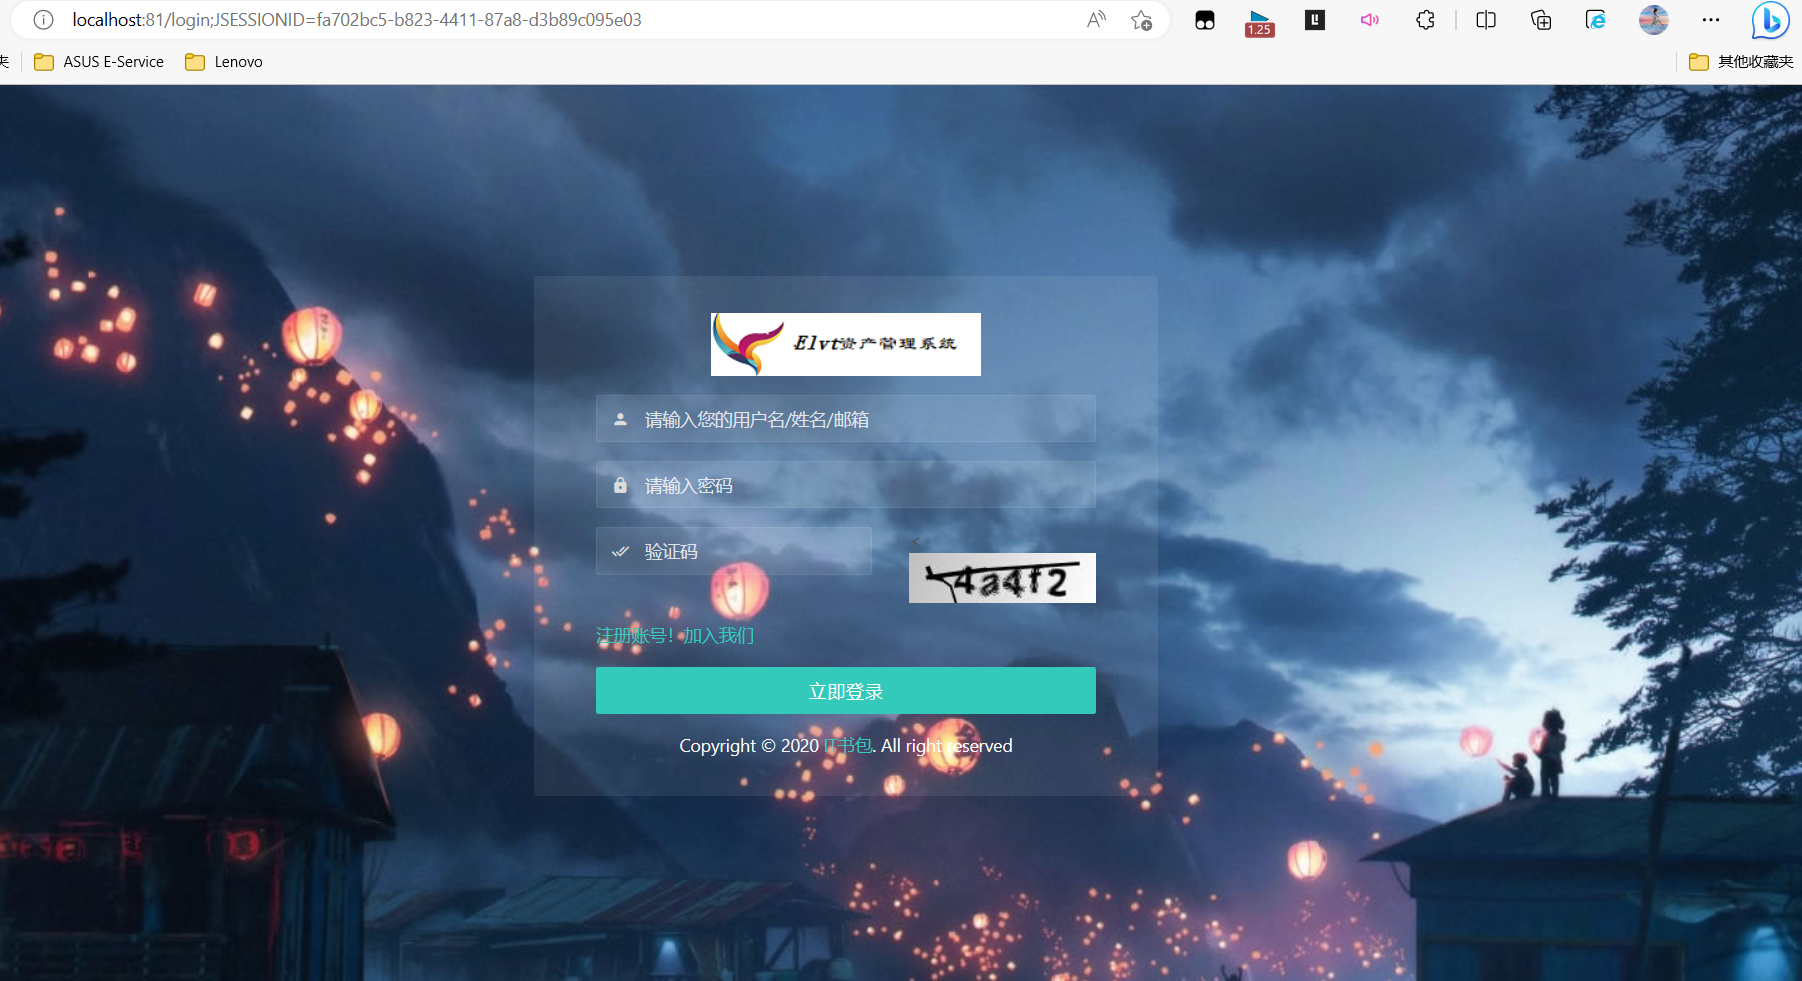 localhost:81/login;JSESSIONID=fa702bc5-b823-4411-87a8-d3b89c095e03
1.25
夹 ASUS E-Service Lenovo 其他收藏夹
Elvt资产管理系统
请输入您的用户名/姓名/邮箱
请输入密码
<
验证码
4a4f2
注册账号！加入我们
立即登录
Copyright © 2020 IT书包. All right reserved